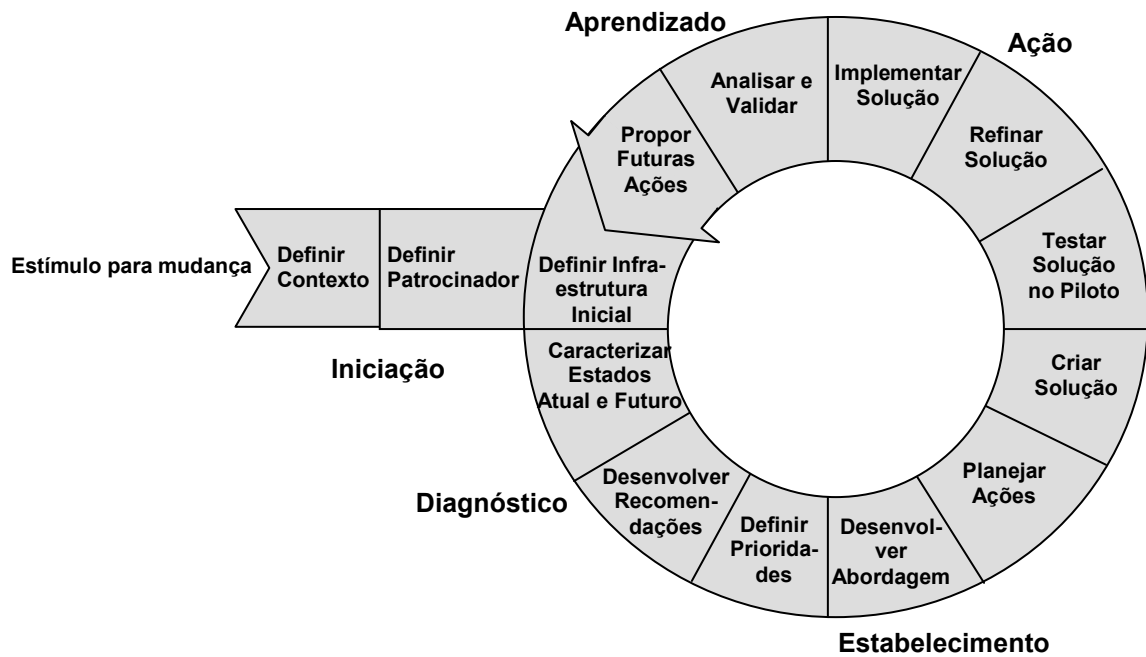 Estímulo para mudança
Definir
Contexto
Definir
Patrocinador
Iniciação
Definir Infra-
estrutura
Inicial
Caracterizar
Estados
Atual e Futuro
Diagnóstico
Desenvolver
Recomen-
dações
Definir
Priorida-
des
Desenvol-
ver
Abordagem
Estabelecimento
Planejar
Ações
Criar
Solução
Testar
Solução
no Piloto
Refinar
Solução
Ação
Implementar
Solução
Analisar e
Validar
Aprendizado
Propor
Futuras
Ações